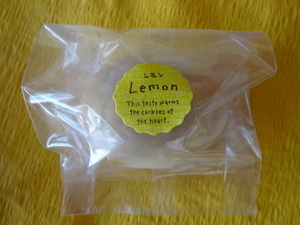 レモン
Lemon
This taste warms
the cockles of
the heart.